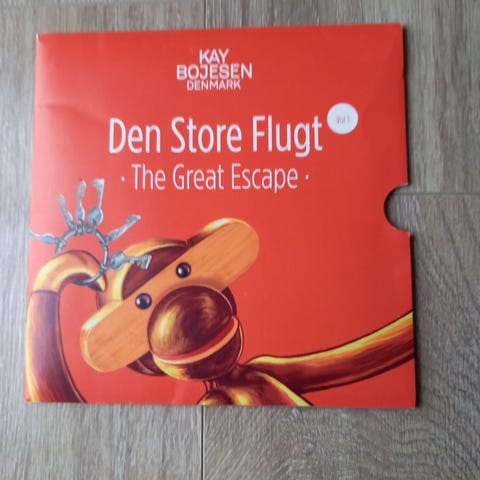 KAY
BOJESEN
DENMARK
Den Store Flugt
Vol 1
· The Great Escape ·